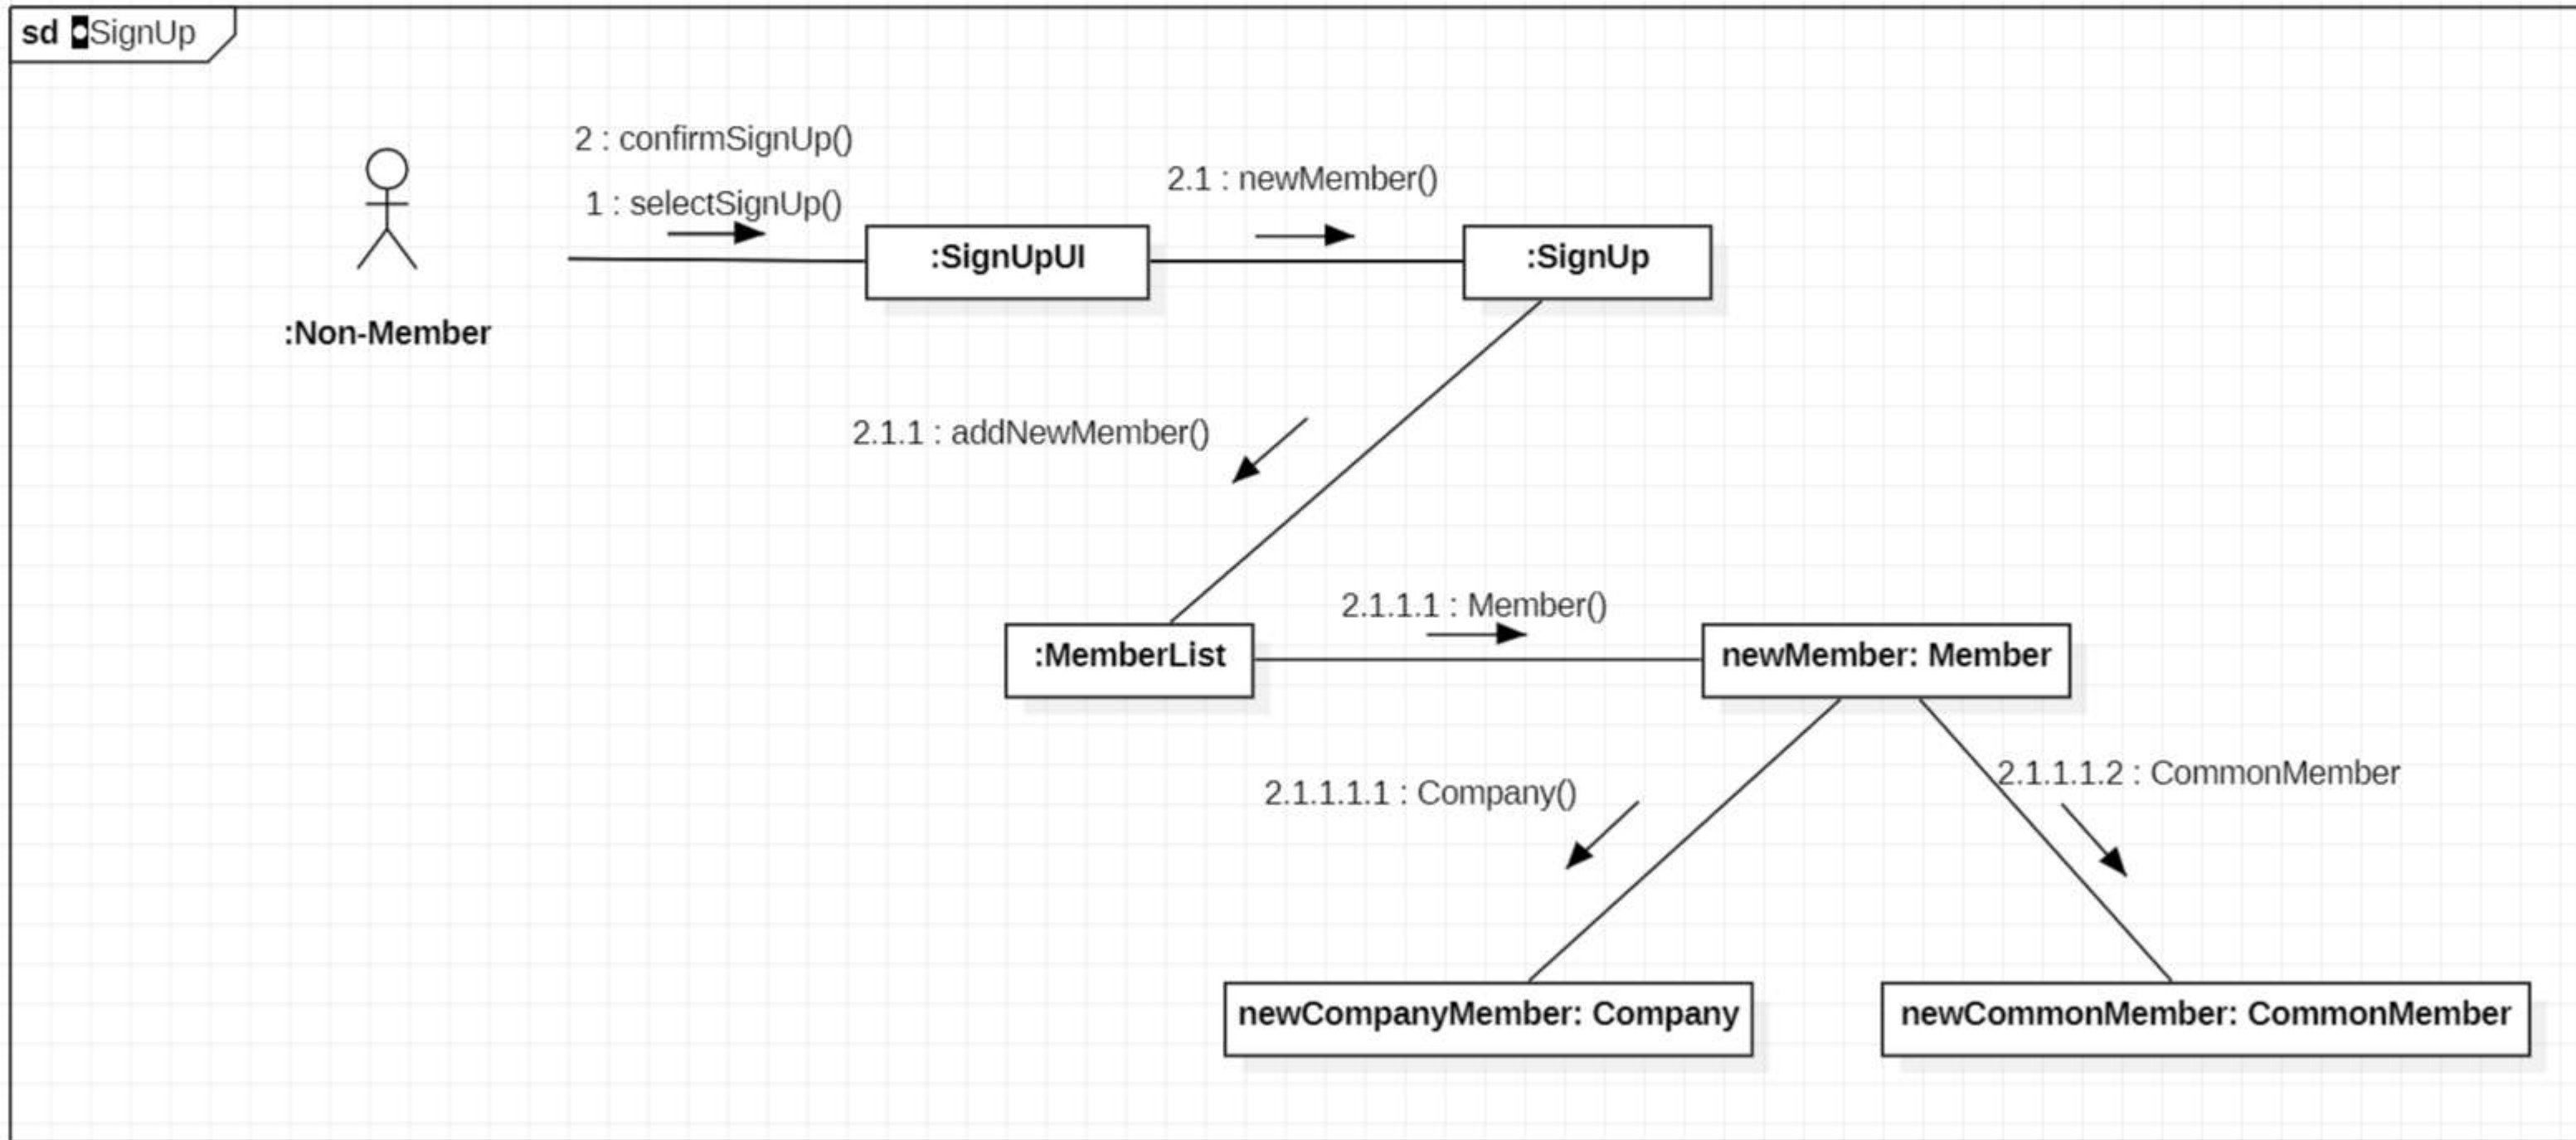 sd SignUp
2 : confirmSignUp()
1 : selectSignUp()
2.1 : newMember()
:SignUpUI
:SignUp
:Non-Member
2.1.1 : addNewMember()
2.1.1.1 : Member()
:MemberList
newMember: Member
2.1.1.1.1 : Company()
2.1.1.1.2 : CommonMember
newCompanyMember: Company
newCommonMember: CommonMember